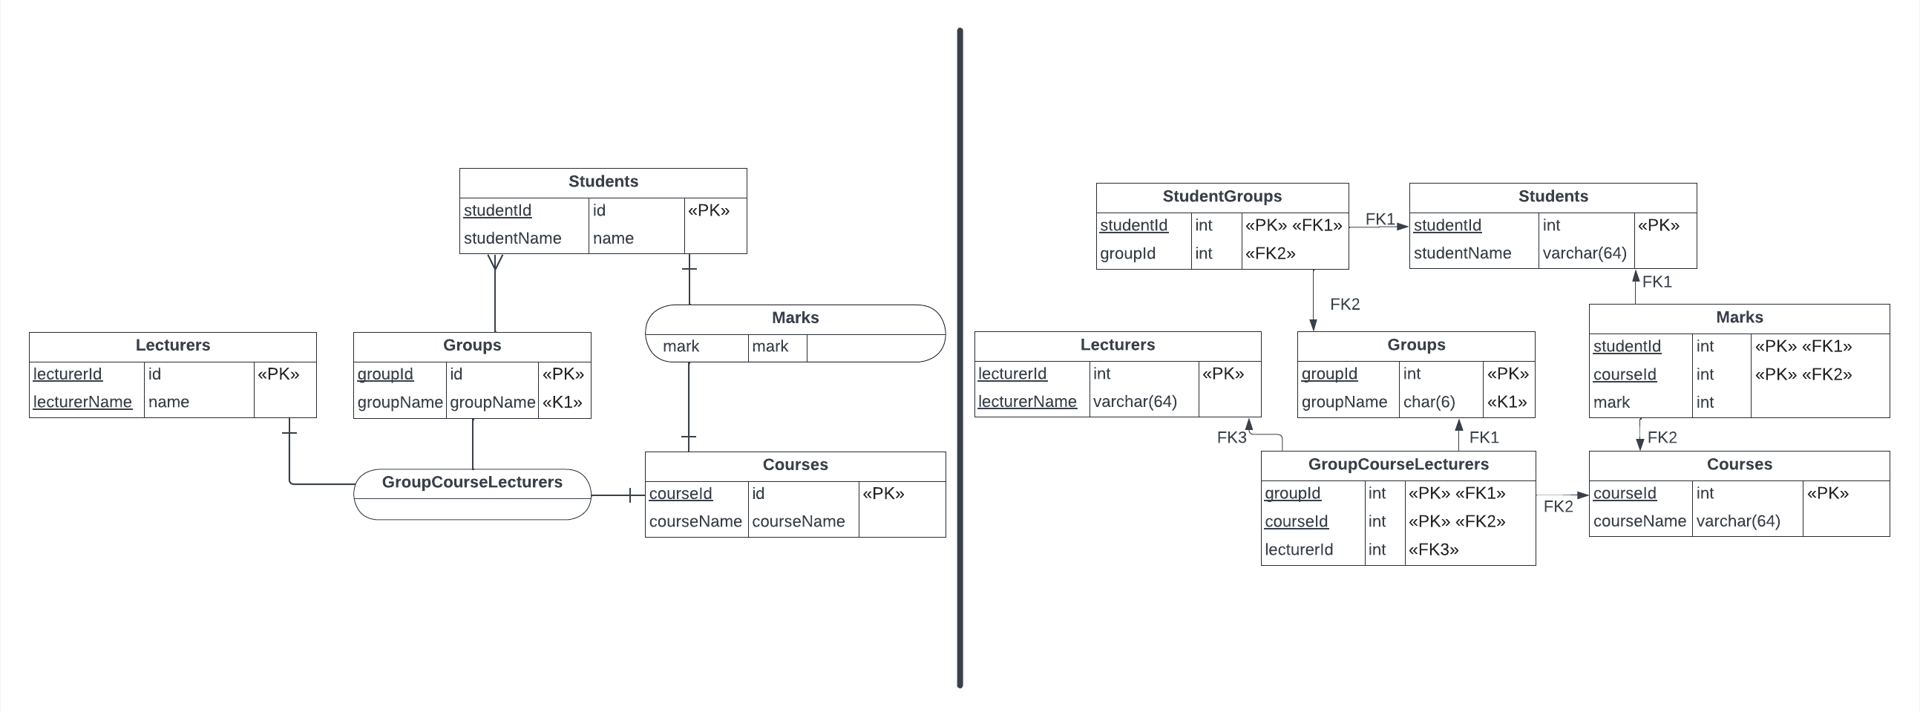 Students
studentId id «PK»
studentName name
Marks
mark mark
Lecturers
lecturerId id «PK»
lecturerName name
Groups
groupId id «PK»
groupName groupName «K1»
GroupCourseLecturers
Courses
courseId id «PK»
courseName courseName
StudentGroups
studentId int «PK» «FK1»
groupId int «FK2»
FK1
Students
studentId int «PK»
studentName varchar(64)
FK2
FK1
Lecturers
lecturerId int «PK»
lecturerName varchar(64)
Groups
groupId int «PK»
groupName char(6) «K1»
Marks
studentId int «PK» «FK1»
courseId int «PK» «FK2»
mark int
FK3
FK1
FK2
GroupCourseLecturers
groupId int «PK» «FK1»
courseId int «PK» «FK2»
lecturerId int «FK3»
FK2
Courses
courseId int «PK»
courseName varchar(64)